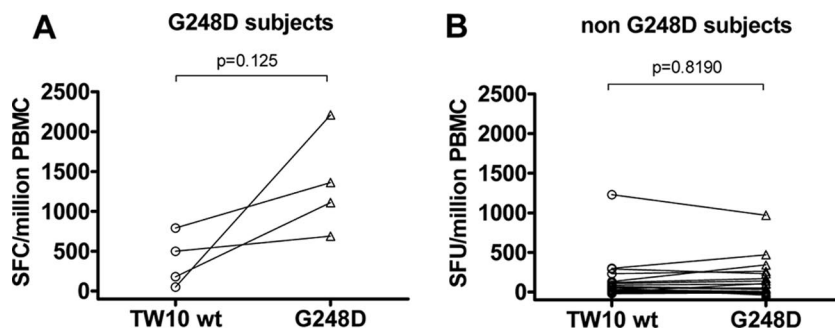 A
G248D subjects
p=0.125
SFC/million PBMC
2500
2000
1500
1000
500
0
TW10 wt
G248D
B
non G248D subjects
p=0.8190
SFU/million PBMC
2500
2000
1500
1000
500
0
TW10 wt
G248D